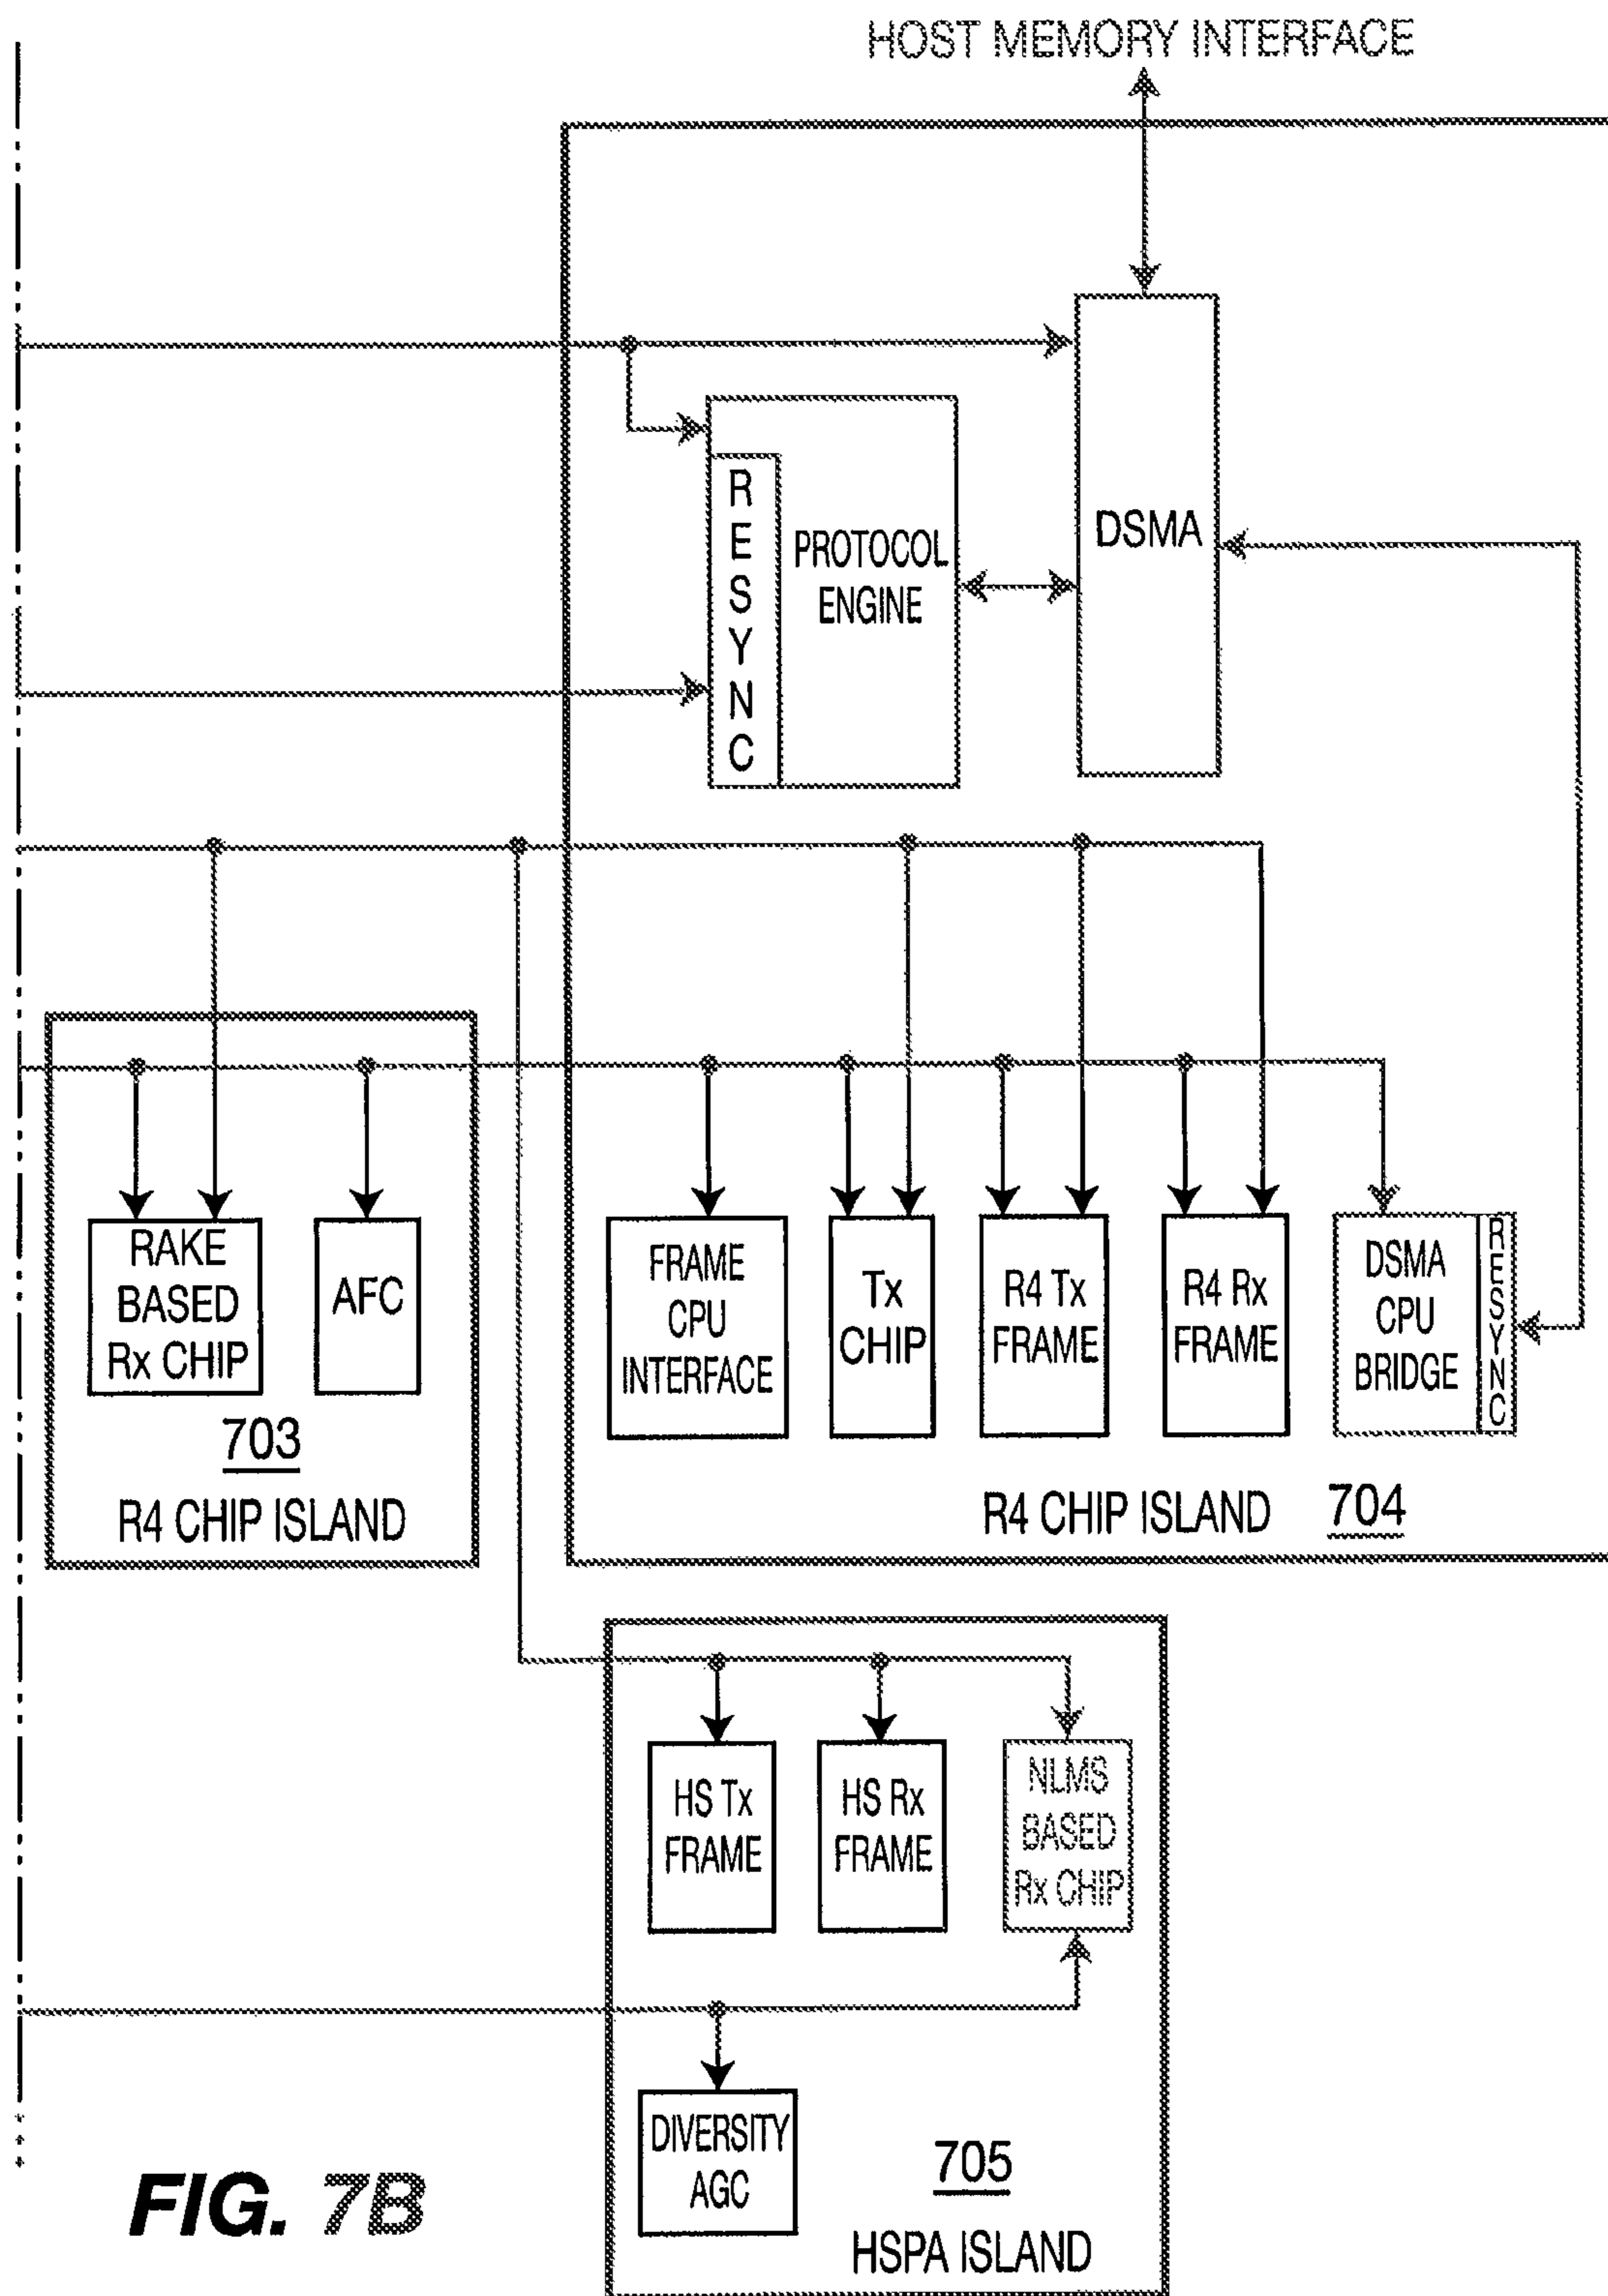 HOST MEMORY INTERFACE
RESYNC
PROTOCOL
ENGINE
DSMA
RAKE
BASED
Rx CHIP
AFC
703
R4 CHIP ISLAND
FRAME
CPU
INTERFACE
Tx
CHIP
R4 Tx
FRAME
R4 Rx
FRAME
DSMA
CPU
BRIDGE
RESYNC
R4 CHIP ISLAND 704
HS Tx
FRAME
HS Rx
FRAME
NLMS
BASED
Rx CHIP
DIVERSITY
AGC
705
HSPA ISLAND
FIG. 7B